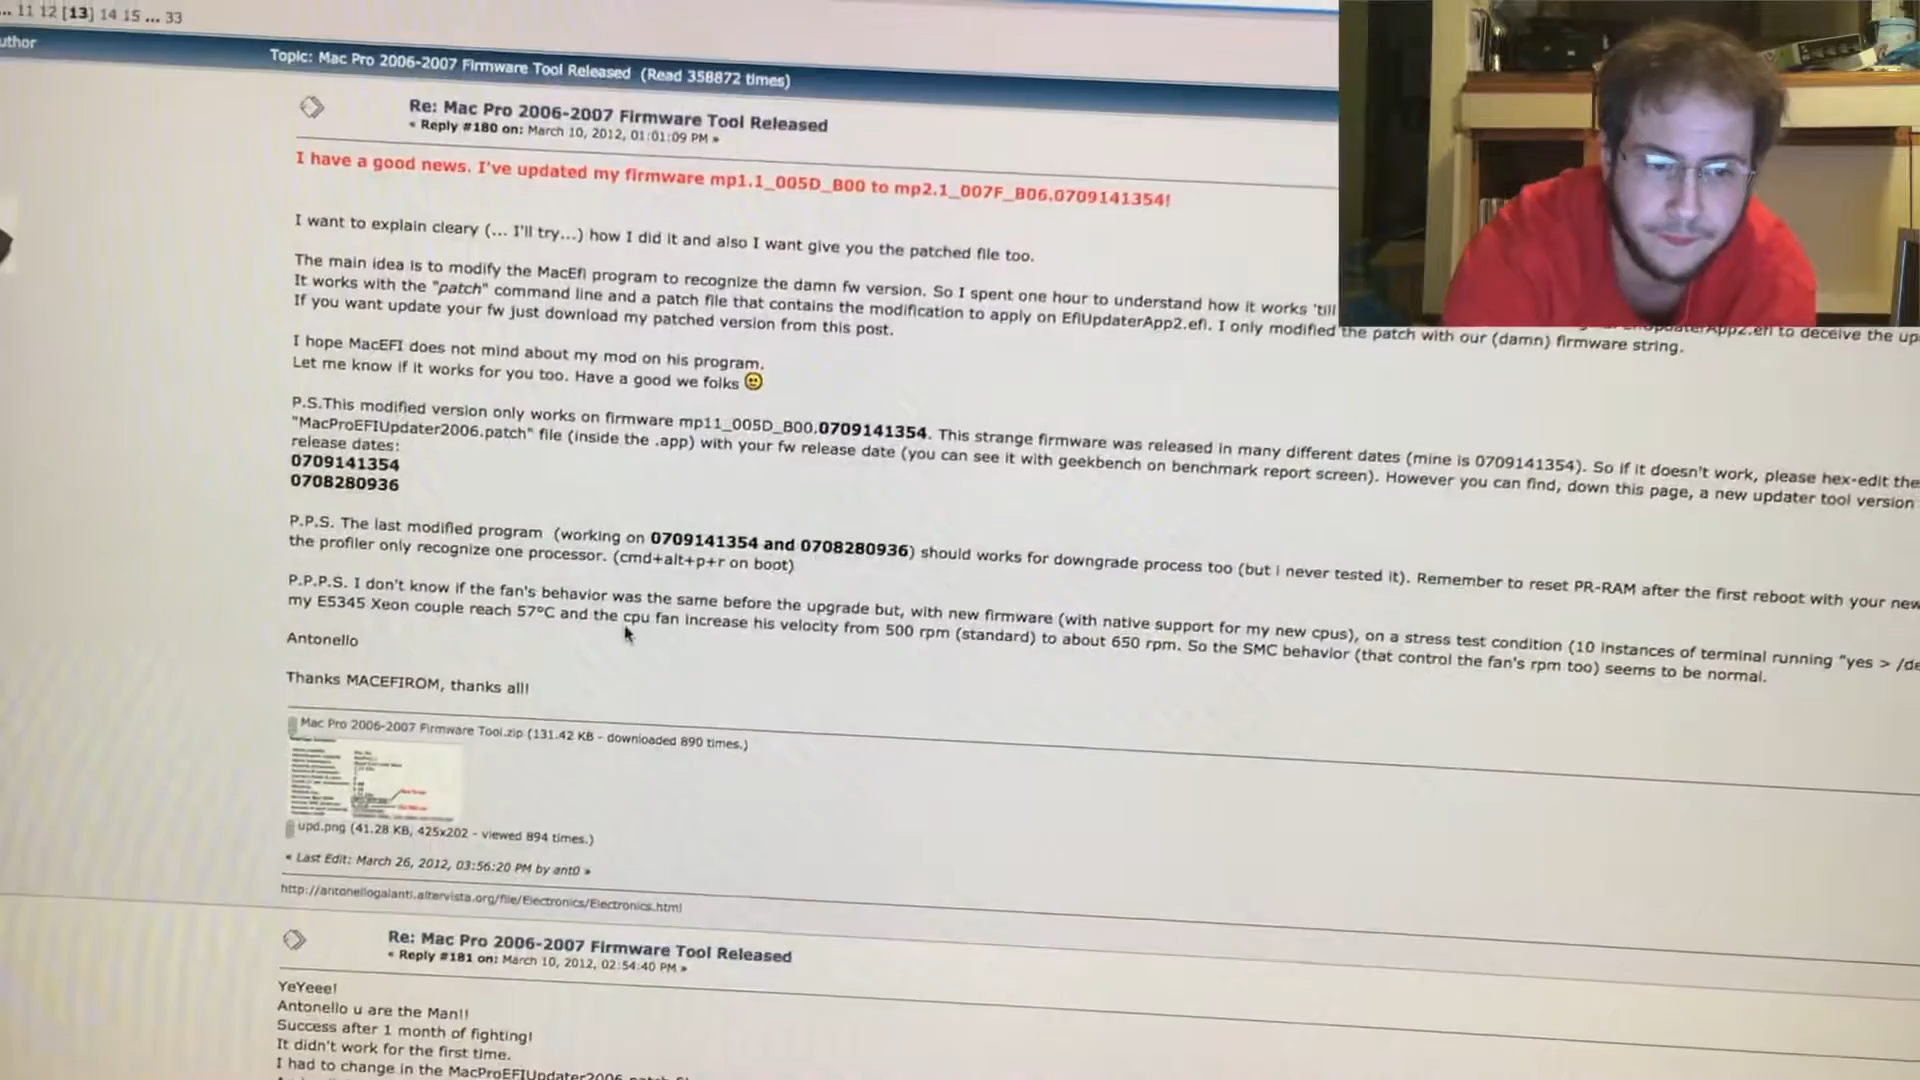 ... 11 12 [13] 14 15 ... 33
uthor
Topic: Mac Pro 2006-2007 Firmware Tool Released (Read 358872 times)
Re: Mac Pro 2006-2007 Firmware Tool Released
« Reply #180 on: March 10, 2012, 01:01:09 PM »
I have a good news. I've updated my firmware mp1.1_005D_B00 to mp2.1_007F_B06.0709141354!
I want to explain cleary (... I'll try...) how I did it and also I want give you the patched file too.
The main idea is to modify the MacEfi program to recognize the damn fw version. So I spent one hour to understand how it works 'till
It works with the "patch" command line and a patch file that contains the modification to apply on EfiUpdaterApp2.efi. I only modified the patch with our (damn) firmware string.
to deceive the up
If you want update your fw just download my patched version from this post.
I hope MacEFI does not mind about my mod on his program.
Let me know if it works for you too. Have a good we folks
P.S.This modified version only works on firmware mp11_005D_B00.0709141354. This strange firmware was released in many different dates (mine is 0709141354). So if it doesn't work, please hex-edit the
"MacProEFIUpdater2006.patch" file (inside the .app) with your fw release date (you can see it with geekbench on benchmark report screen). However you can find, down this page, a new updater tool version
release dates:
0709141354
0708280936
P.P.S. The last modified program (working on 0709141354 and 0708280936) should works for downgrade process too (but i never tested it). Remember to reset PR-RAM after the first reboot with your new
the profiler only recognize one processor. (cmd+alt+p+r on boot)
P.P.P.S. I don't know if the fan's behavior was the same before the upgrade but, with new firmware (with native support for my new cpus), on a stress test condition (10 instances of terminal running "yes > /de
my E5345 Xeon couple reach 57°C and the cpu fan increase his velocity from 500 rpm (standard) to about 650 rpm. So the SMC behavior (that control the fan's rpm too) seems to be normal.
Antonello
Thanks MACEFIROM, thanks all!
Mac Pro 2006-2007 Firmware Tool.zip (131.42 KB - downloaded 890 times.)
upd.png (41.28 KB, 425x202 - viewed 894 times.)
« Last Edit: March 26, 2012, 03:56:20 PM by ant0 »
http://antonellogalanti.altervista.org/file/Electronics/Electronics.html
Re: Mac Pro 2006-2007 Firmware Tool Released
« Reply #181 on: March 10, 2012, 02:54:40 PM »
YeYeee!
Antonello u are the Man!!
Success after 1 month of fighting!
It didn't work for the first time.
I had to change in the MacProEFIUpdater2006.patch